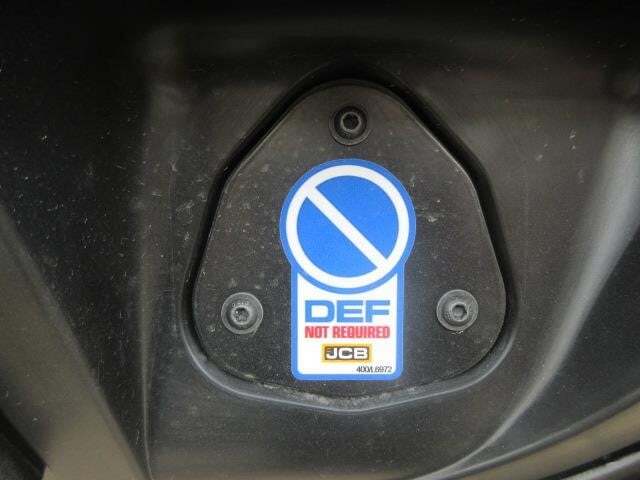 DEF
NOT REQUIRED
JCB
400/L6972